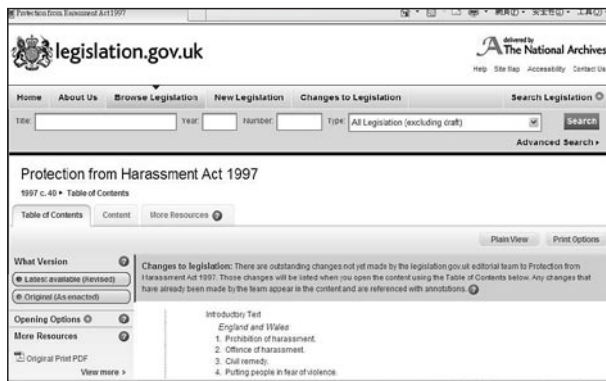 Protection from Harassment Act 1997
網頁(P) 安全性(S) 工具(O)
legislation.gov.uk
delivered by
The National Archives
Help Site Map Accessibility Contact Us
Home About Us Browse Legislation New Legislation Changes to Legislation Search Legislation
Title: Year: Number: Type: All Legislation (excluding draft) Search
Advanced Search
Protection from Harassment Act 1997
1997 c. 40 Table of Contents
Table of Contents Content More Resources ?
Plain View Print Options
What Version ?
Latest available (Revised)
Original (As enacted)
Opening Options ?
More Resources ?
Original Print PDF
View more
Changes to legislation: There are outstanding changes not yet made by the legislation.gov.uk editorial team to Protection from
Harassment Act 1997. Those changes will be listed when you open the content using the Table of Contents below. Any changes that
have already been made by the team appear in the content and are referenced with annotations. ?
Introductory Text
England and Wales
1. Prohibition of harassment.
2. Offence of harassment.
3. Civil remedy.
4. Putting people in fear of violence.